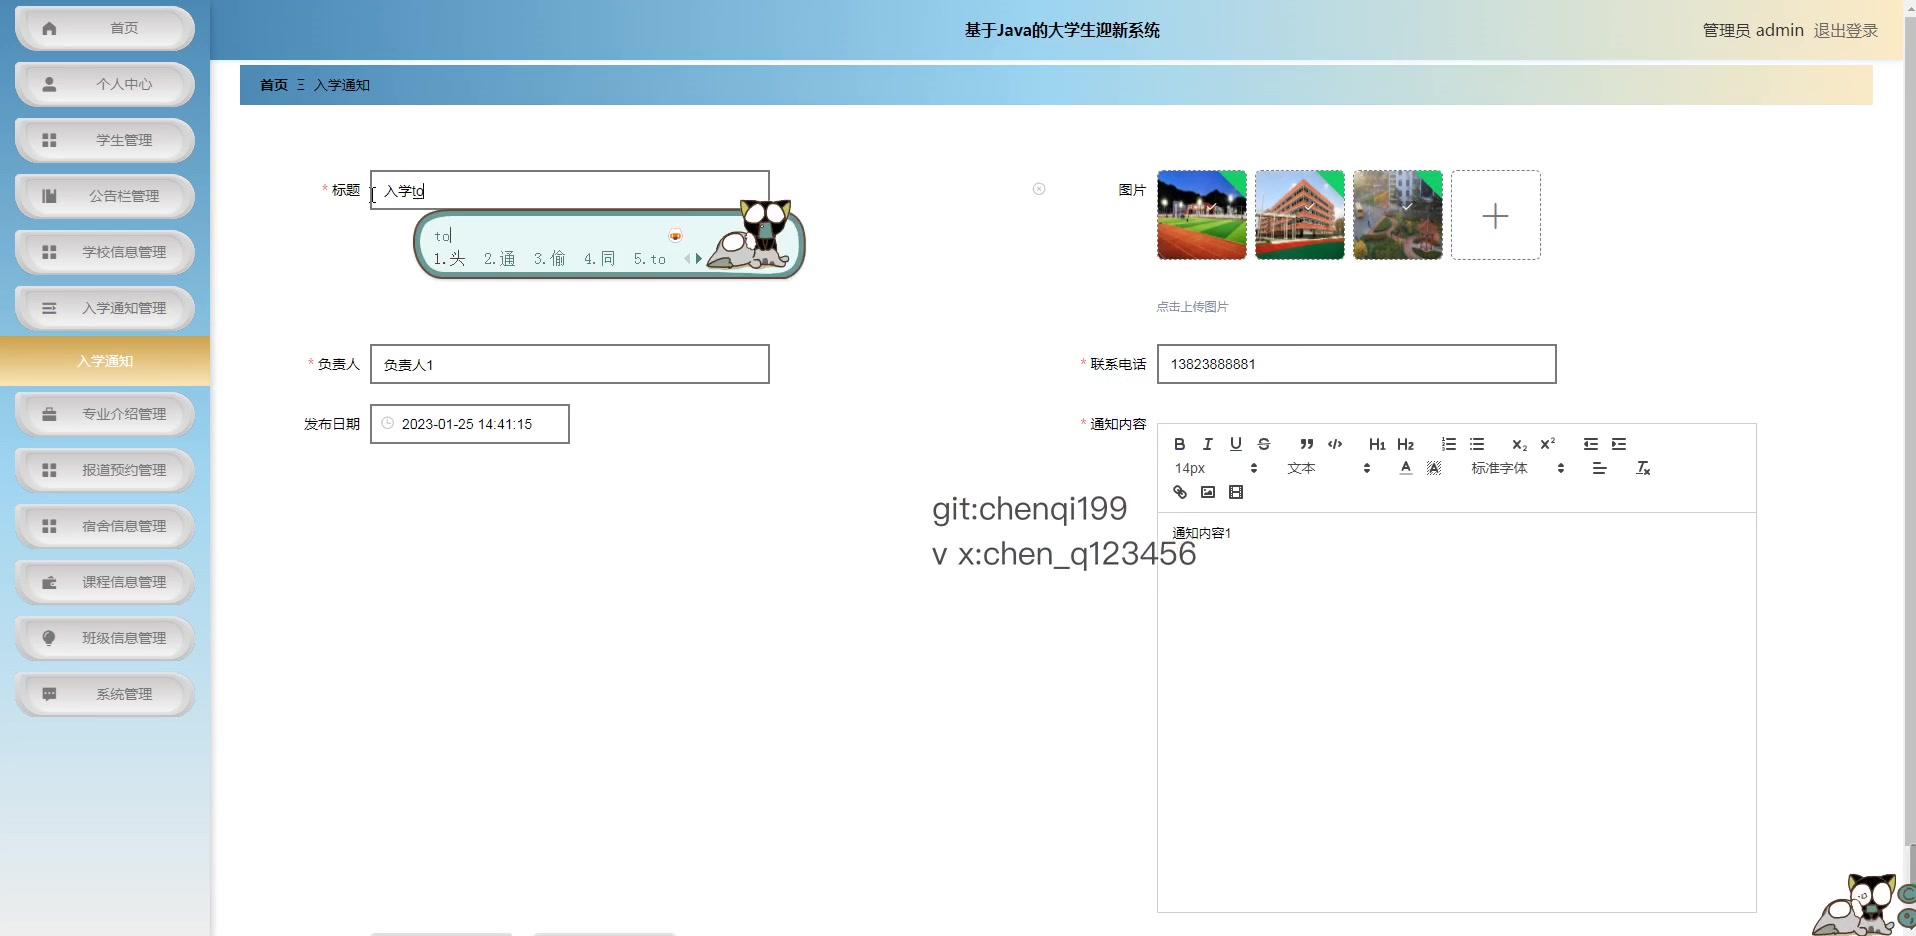 首页
个人中心
学生管理
公告栏管理
学校信息管理
入学通知管理
入学通知
专业介绍管理
报道预约管理
宿舍信息管理
课程信息管理
班级信息管理
系统管理
基于Java的大学生迎新系统
管理员 admin 退出登录
首页 Ξ 入学通知
* 标题 入学to
to
1.头 2.通 3.偷 4.同 5.to
图片
点击上传图片
* 负责人 负责人1
* 联系电话 13823888881
发布日期 2023-01-25 14:41:15
* 通知内容
B I U S ” </> H1 H2 X₂ X²
14px 文本 A A 标准字体 Tx
通知内容1
git:chenqi199
v x:chen_q123456